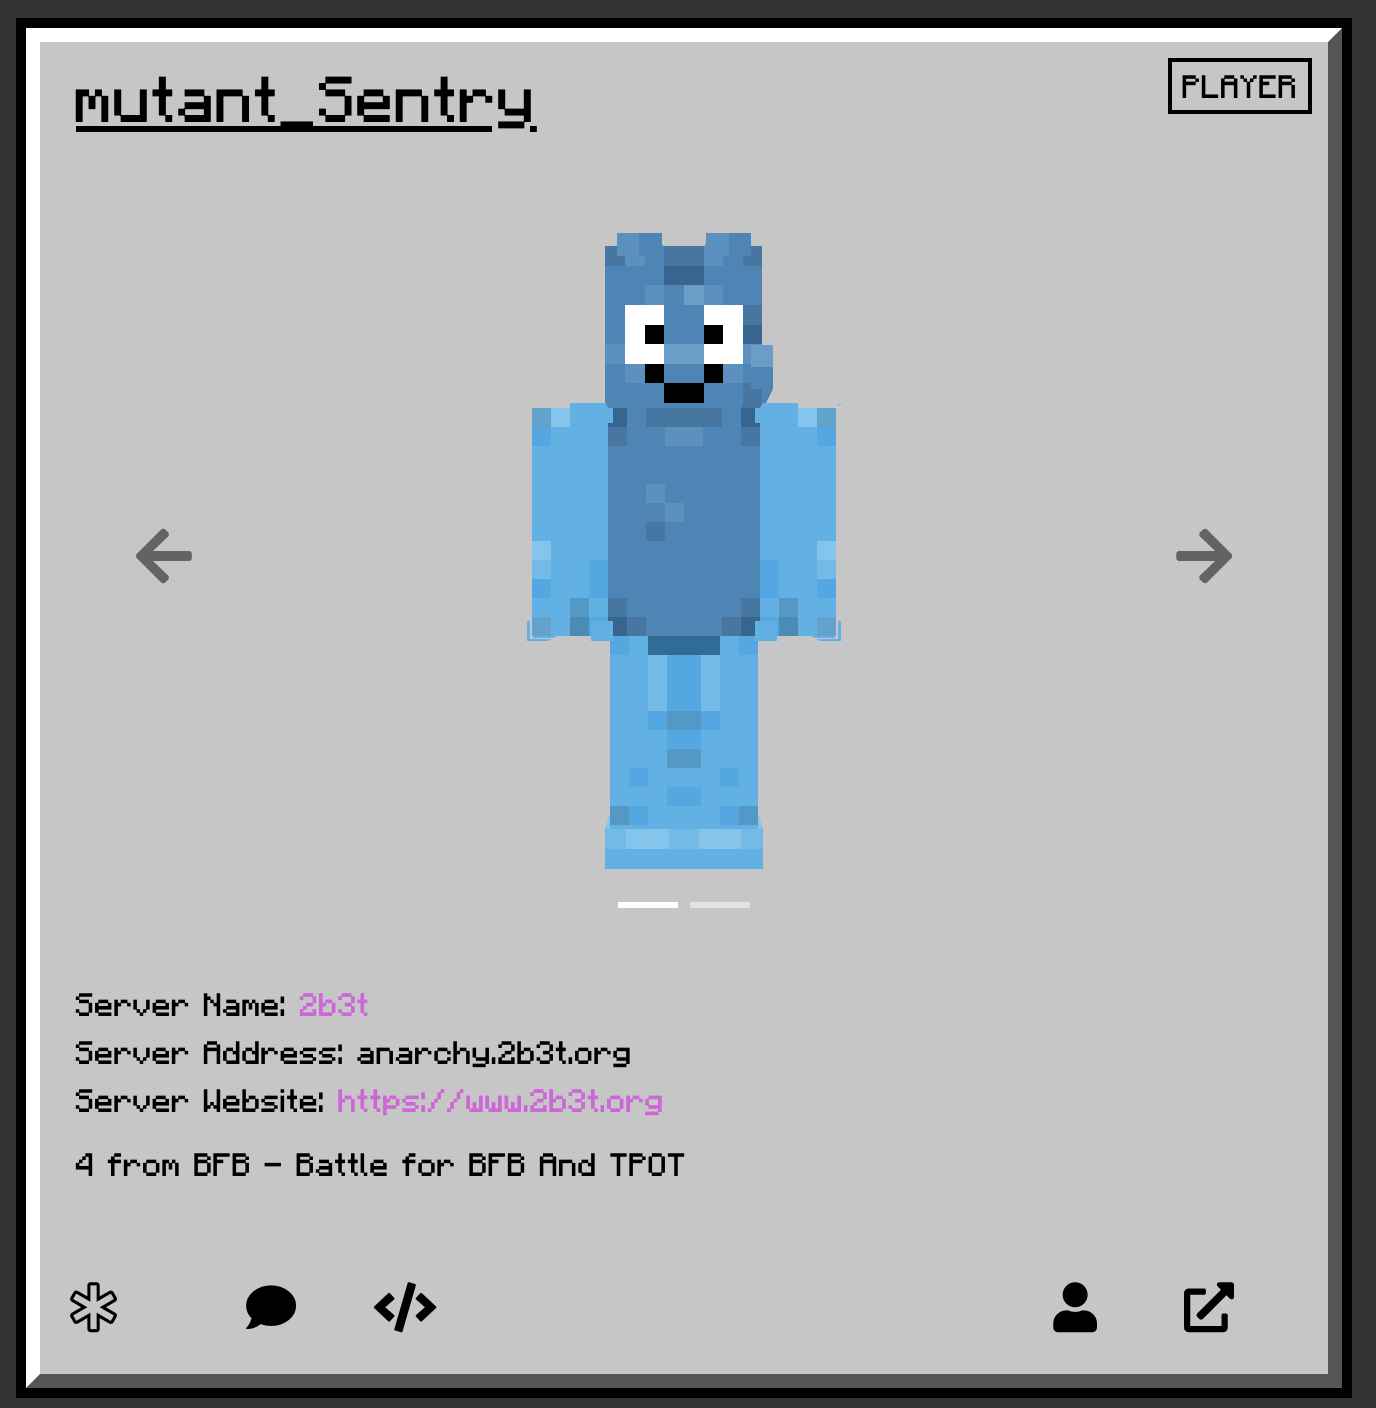 mutant_Sentry
PLAYER
Server Name: 2b3t
Server Address: anarchy.2b3t.org
Server Website: https://www.2b3t.org
4 from BFB - Battle for BFB And TPOT